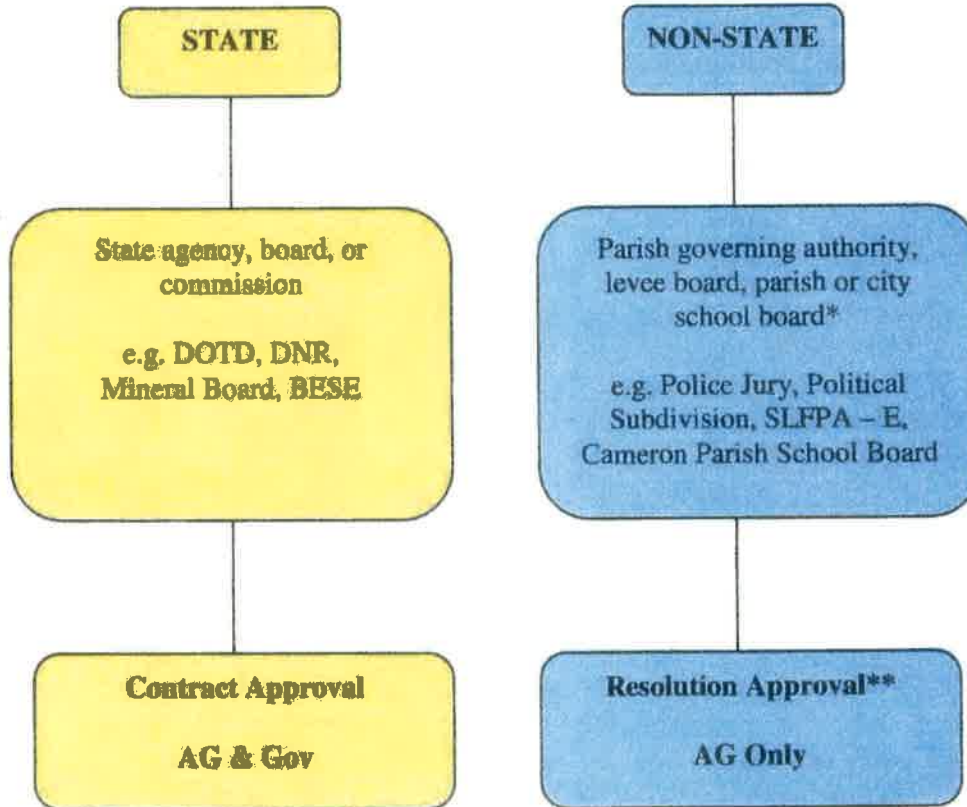 STATE
State agency, board, or
commission
e.g. DOTD, DNR,
Mineral Board, BESE
Contract Approval
AG & Gov
NON-STATE
Parish governing authority,
levee board, parish or city
school board*
e.g. Police Jury, Political
Subdivision, SLFPA – E,
Cameron Parish School Board
Resolution Approval**
AG Only